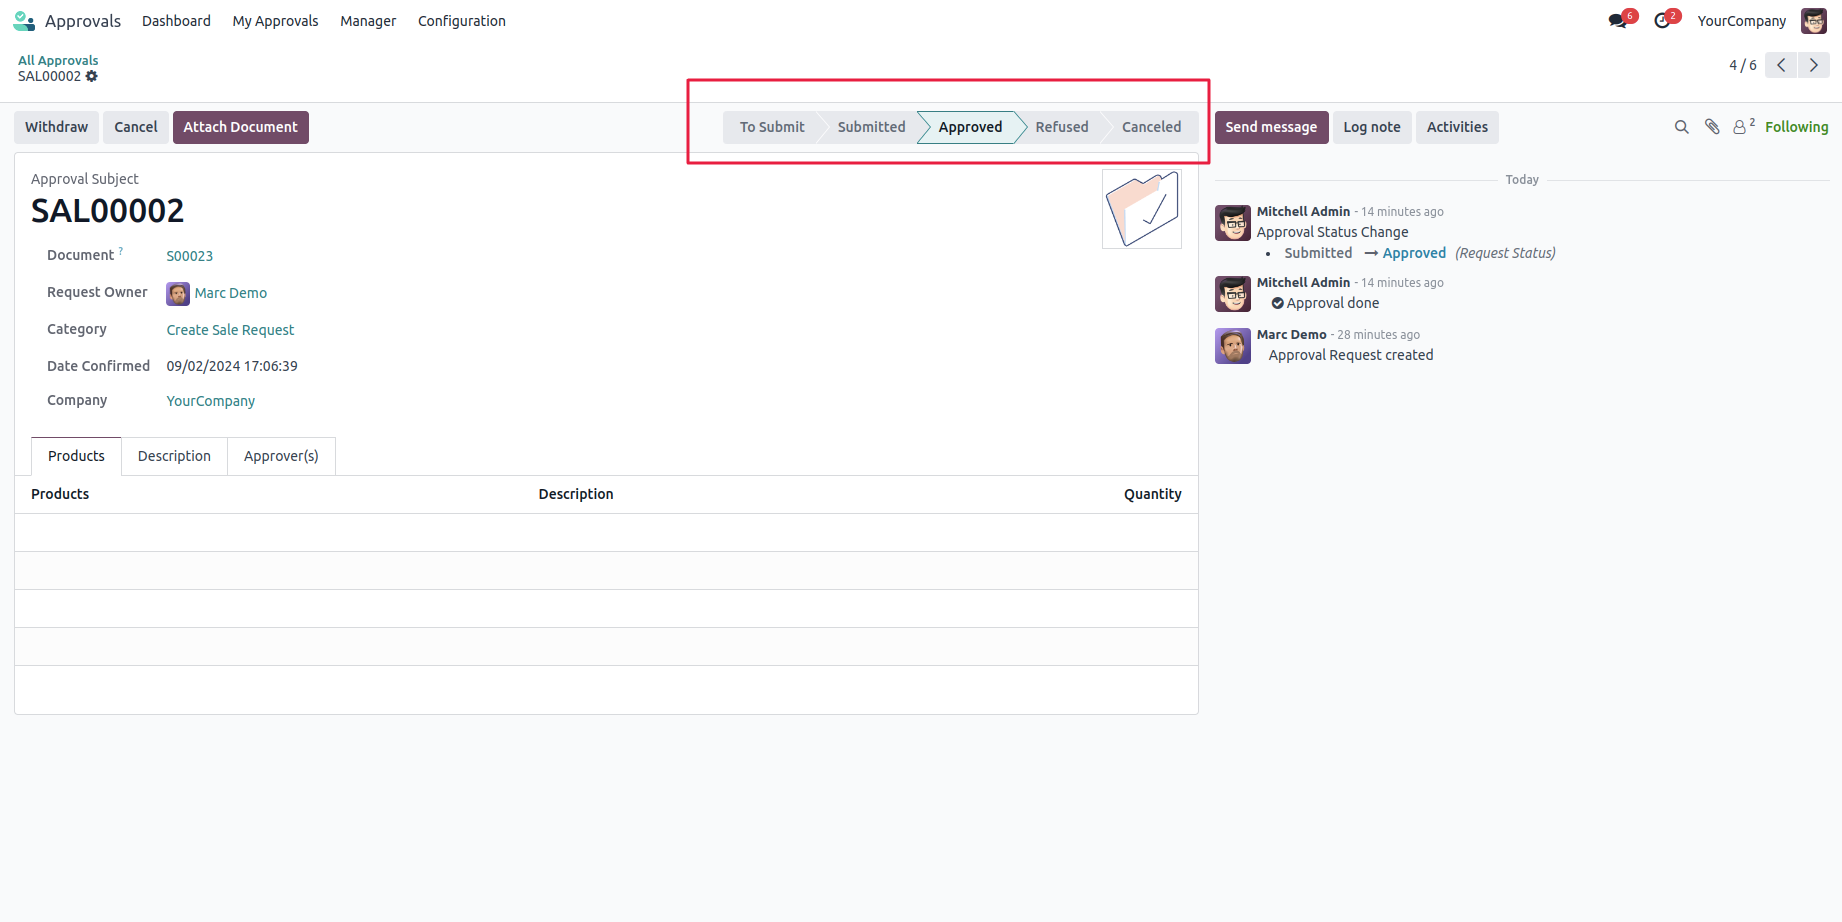 Approvals Dashboard My Approvals Manager Configuration 6 2 YourCompany
All Approvals
SAL00002
4 / 6
Withdraw Cancel Attach Document To Submit Submitted Approved Refused Canceled Send message Log note Activities 2 Following
Approval Subject
SAL00002
Document ? S00023
Request Owner Marc Demo
Category Create Sale Request
Date Confirmed 09/02/2024 17:06:39
Company YourCompany
Products Description Approver(s)
Products Description Quantity
Today
Mitchell Admin - 14 minutes ago
Approval Status Change
• Submitted → Approved (Request Status)
Mitchell Admin - 14 minutes ago
Approval done
Marc Demo - 28 minutes ago
Approval Request created